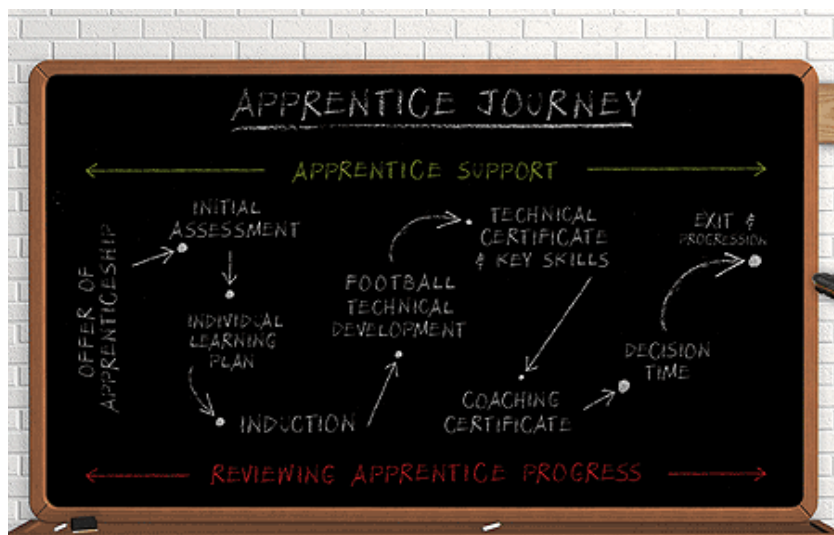 APPRENTICE JOURNEY
APPRENTICE SUPPORT
OFFER OF
APPRENTICESHIP
INITIAL
ASSESSMENT
INDIVIDUAL
LEARNING
PLAN
INDUCTION
FOOTBALL
TECHNICAL
DEVELOPMENT
TECHNICAL
CERTIFICATE
& KEY SKILLS
COACHING
CERTIFICATE
DECISION
TIME
EXIT &
PROGRESSION
REVIEWING APPRENTICE PROGRESS